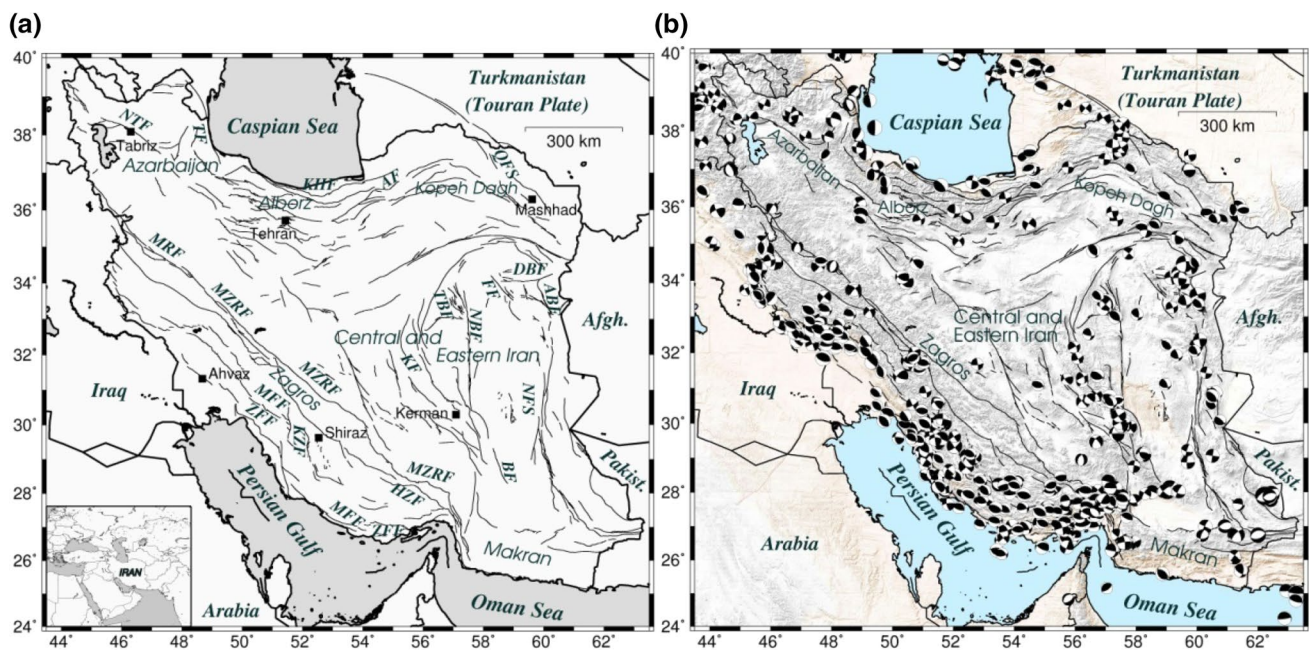 (a)
40°
38°
36°
34°
32°
30°
28°
26°
24°
44 46 48 50 52 54 56 58 60 62
Turkmanistan
(Touran Plate)
300 km
Caspian Sea
NTF
Tabriz
TF
Azarbaijan
KHF
AF
QFS
Kopeh Dagh
Mashhad
Alborz
Tehran
MRF
DBF
FF
ABF
MZRF
TBF
NBF
Afgh.
Central and
Eastern Iran
KF
Ahvaz
Zagros
MZRF
Iraq
MFF
NFS
ZFF
Kerman
KZF
Shiraz
MZRF
BF
Pakist.
HZF
Persian Gulf
MFF-ZFF
Makran
IRAN
Arabia
Oman Sea
(b)
40°
38°
36°
34°
32°
30°
28°
26°
24°
44 46 48 50 52 54 56 58 60 62
Turkmanistan
(Touran Plate)
300 km
Caspian Sea
Azarbaijan
Alborz
Kopeh Dagh
Central and
Eastern Iran
Afgh.
Zagros
Iraq
Pakist.
Persian Gulf
Arabia
Makran
Oman Sea